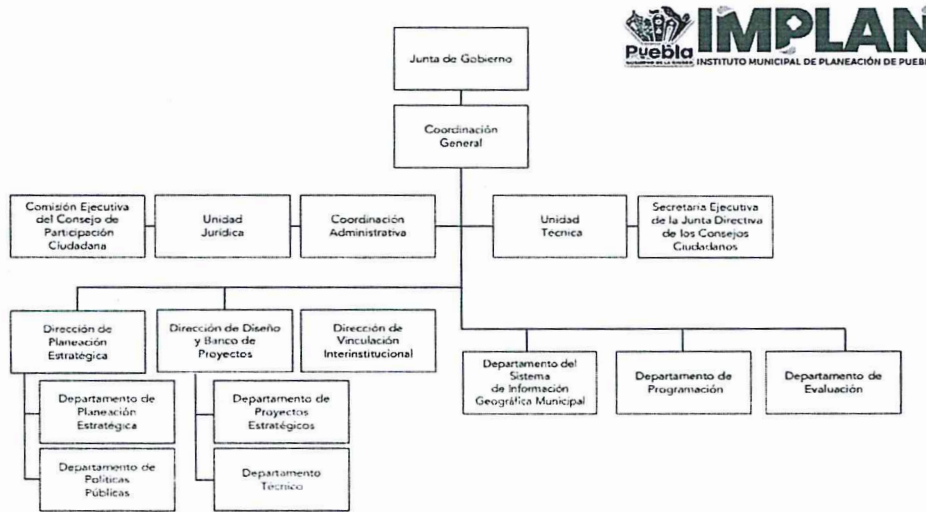 Puebla
IMPLAN
INSTITUTO MUNICIPAL DE PLANEACIÓN DE PUEBL
Junta de Gobierno
Coordinación
General
Comisión Ejecutiva
del Consejo de
Participación
Ciudadana
Unidad
Jurídica
Coordinación
Administrativa
Unidad
Técnica
Secretaría Ejecutiva
de la Junta Directiva
de los Consejos
Ciudadanos
Dirección de
Planeación
Estratégica
Dirección de Diseño
y Banco de
Proyectos
Dirección de
Vinculación
Interinstitucional
Departamento del
Sistema
de Información
Geográfica Municipal
Departamento de
Programación
Departamento de
Evaluación
Departamento de
Planeación
Estratégica
Departamento de
Proyectos
Estratégicos
Departamento de
Políticas
Públicas
Departamento
Técnico